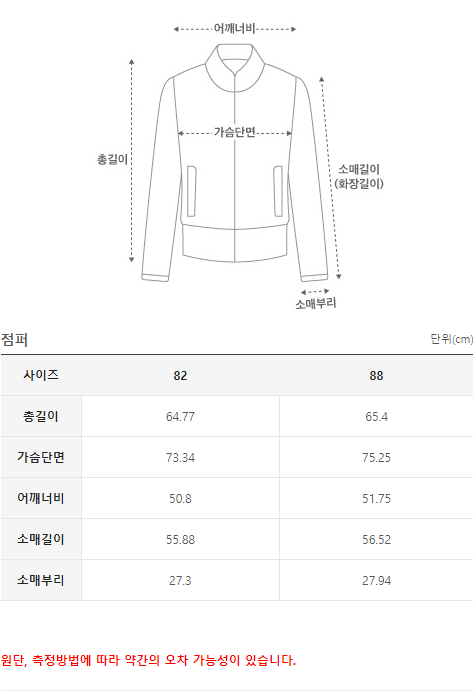 어깨너비
가슴단면
총길이
소매길이
(화장길이)
소매부리
점퍼 단위(cm)
사이즈 82 88
총길이 64.77 65.4
가슴단면 73.34 75.25
어깨너비 50.8 51.75
소매길이 55.88 56.52
소매부리 27.3 27.94
원단, 측정방법에 따라 약간의 오차 가능성이 있습니다.